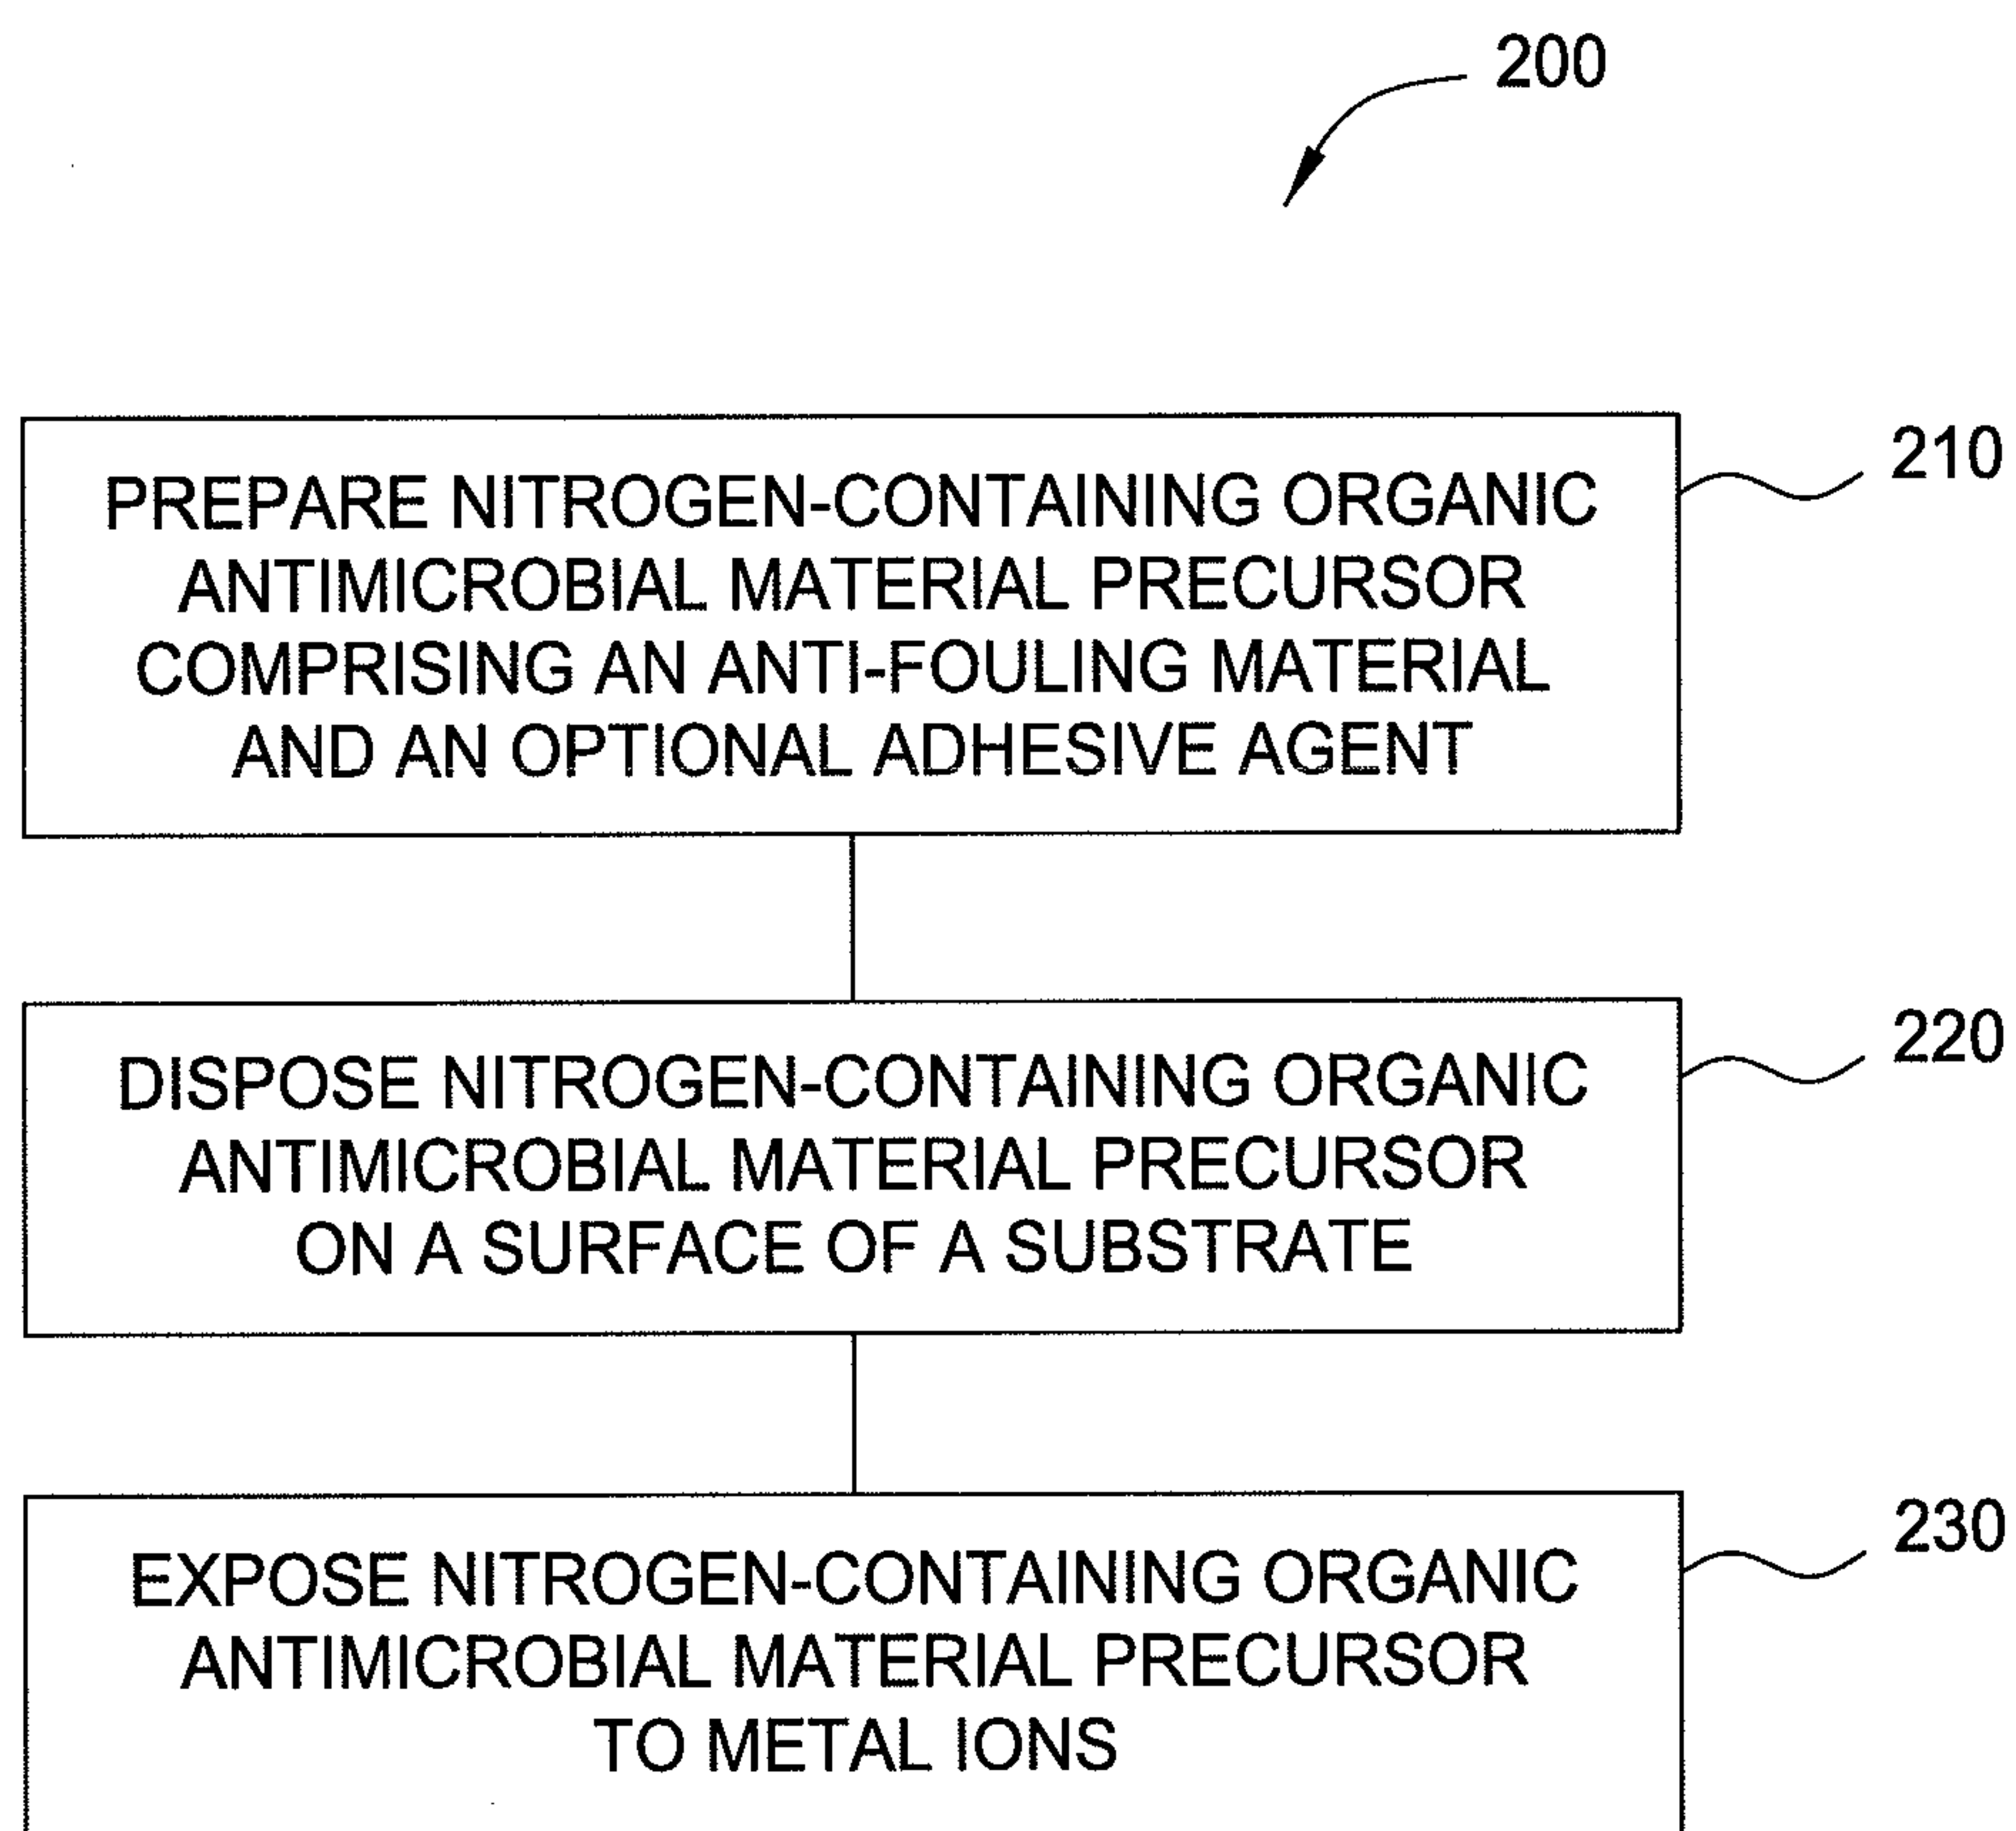 200
210
PREPARE NITROGEN-CONTAINING ORGANIC
ANTIMICROBIAL MATERIAL PRECURSOR
COMPRISING AN ANTI-FOULING MATERIAL
AND AN OPTIONAL ADHESIVE AGENT
220
DISPOSE NITROGEN-CONTAINING ORGANIC
ANTIMICROBIAL MATERIAL PRECURSOR
ON A SURFACE OF A SUBSTRATE
230
EXPOSE NITROGEN-CONTAINING ORGANIC
ANTIMICROBIAL MATERIAL PRECURSOR
TO METAL IONS